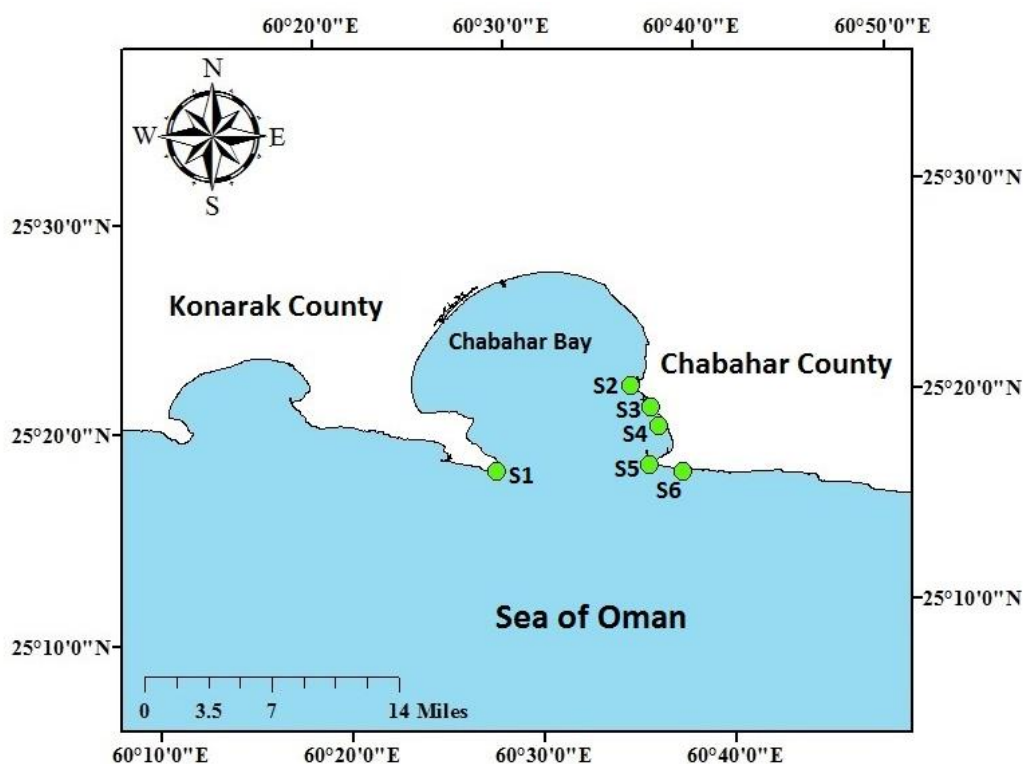 60°20'0"E 60°30'0"E 60°40'0"E 60°50'0"E
N
W E
S
25°30'0"N
25°30'0"N
Konarak County
Chabahar Bay
Chabahar County
S2
25°20'0"N
S3
S4
25°20'0"N
S5
S1
S6
25°10'0"N
Sea of Oman
25°10'0"N
0 3.5 7 14 Miles
60°10'0"E 60°20'0"E 60°30'0"E 60°40'0"E